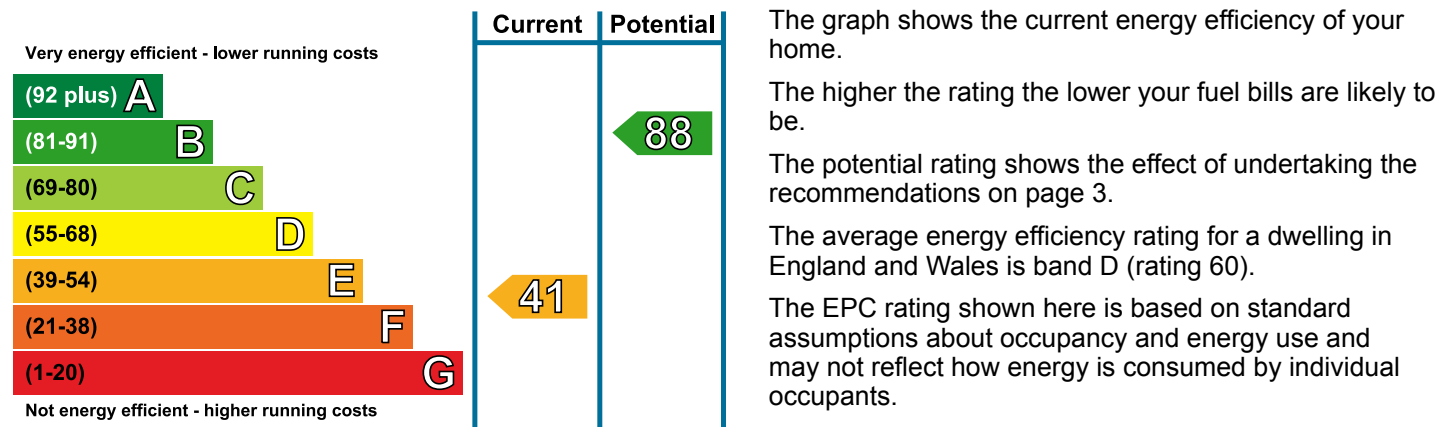 Current Potential
Very energy efficient - lower running costs
(92 plus) A
(81-91) B
88
(69-80) C
(55-68) D
(39-54) E
41
(21-38) F
(1-20) G
Not energy efficient - higher running costs
The graph shows the current energy efficiency of your
home.
The higher the rating the lower your fuel bills are likely to
be.
The potential rating shows the effect of undertaking the
recommendations on page 3.
The average energy efficiency rating for a dwelling in
England and Wales is band D (rating 60).
The EPC rating shown here is based on standard
assumptions about occupancy and energy use and
may not reflect how energy is consumed by individual
occupants.